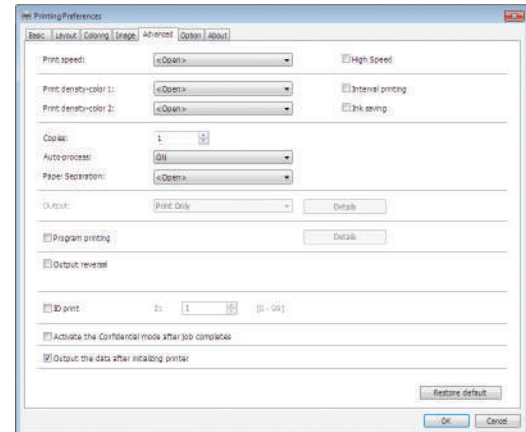 Printing Preferences
Basic Layout Coloring Image Advanced Option About
Print speed: <Open> High Speed
Print density-color 1: <Open> Interval printing
Print density-color 2: <Open> Ink saving
Copies: 1
Auto-process: ON
Paper Separation: <Open>
Output: Print Only Details
Program printing Details
Output reversal
ID print ID: 1 [0 - 99]
Activate the Confidential mode after job completes
Output the data after initializing printer
Restore default
OK Cancel